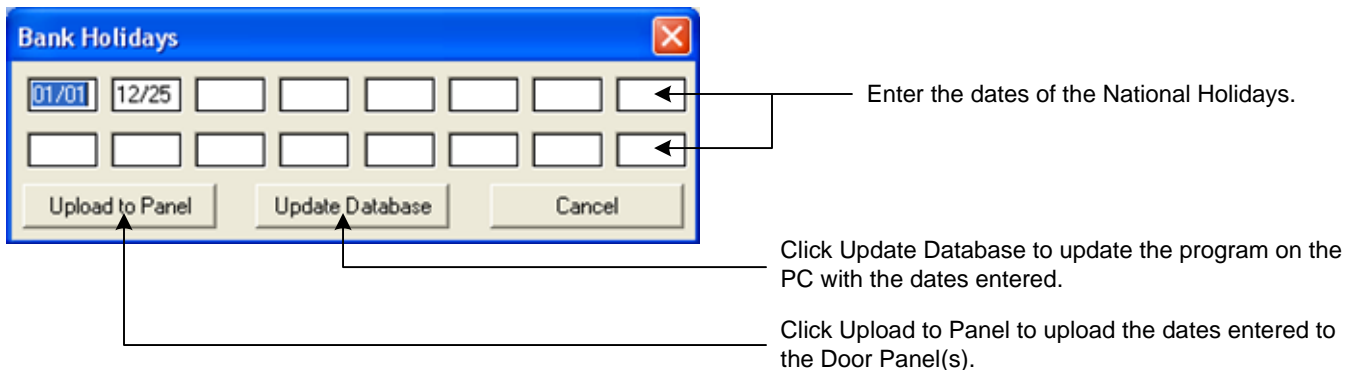 Bank Holidays
01/01 12/25
Enter the dates of the National Holidays.
Upload to Panel Update Database Cancel
Click Update Database to update the program on the
PC with the dates entered.
Click Upload to Panel to upload the dates entered to
the Door Panel(s).